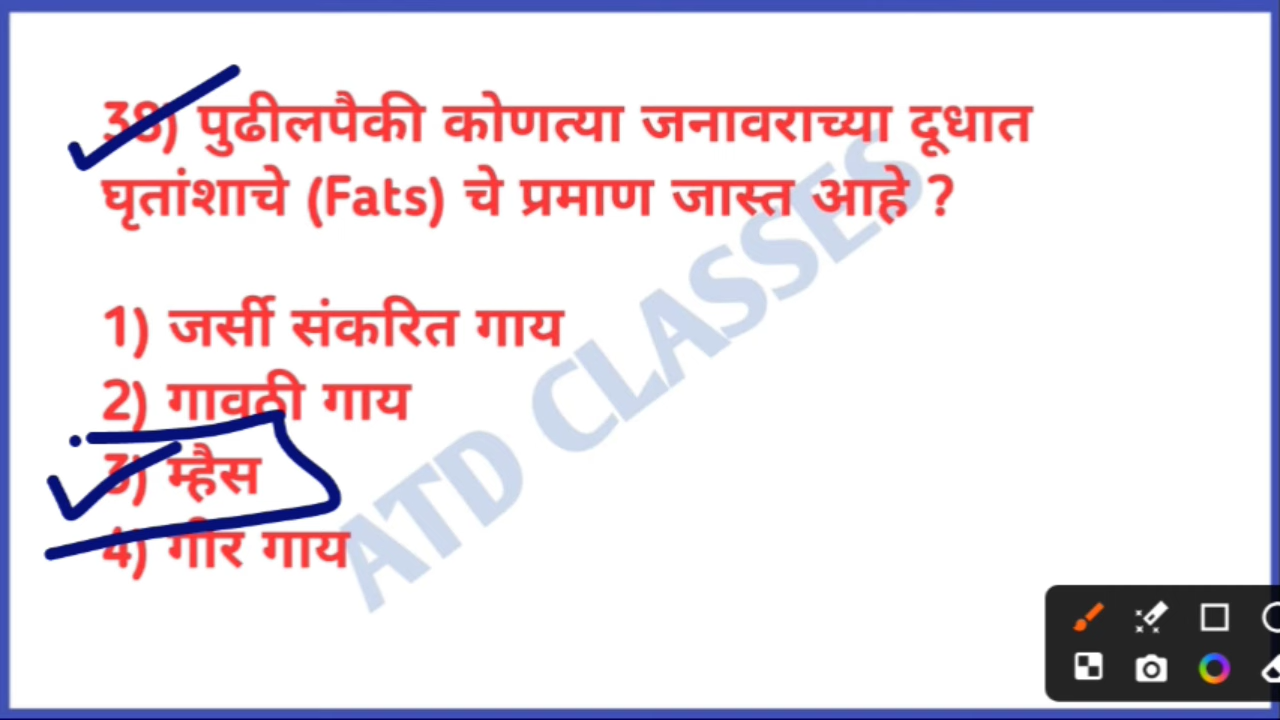 38) पुढीलपैकी कोणत्या जनावराच्या दूधात
घृतांशाचे (Fats) चे प्रमाण जास्त आहे ?
1) जर्सी संकरित गाय
2) गावठी गाय
3) म्हैस
4) गीर गाय
ATD CLASSES